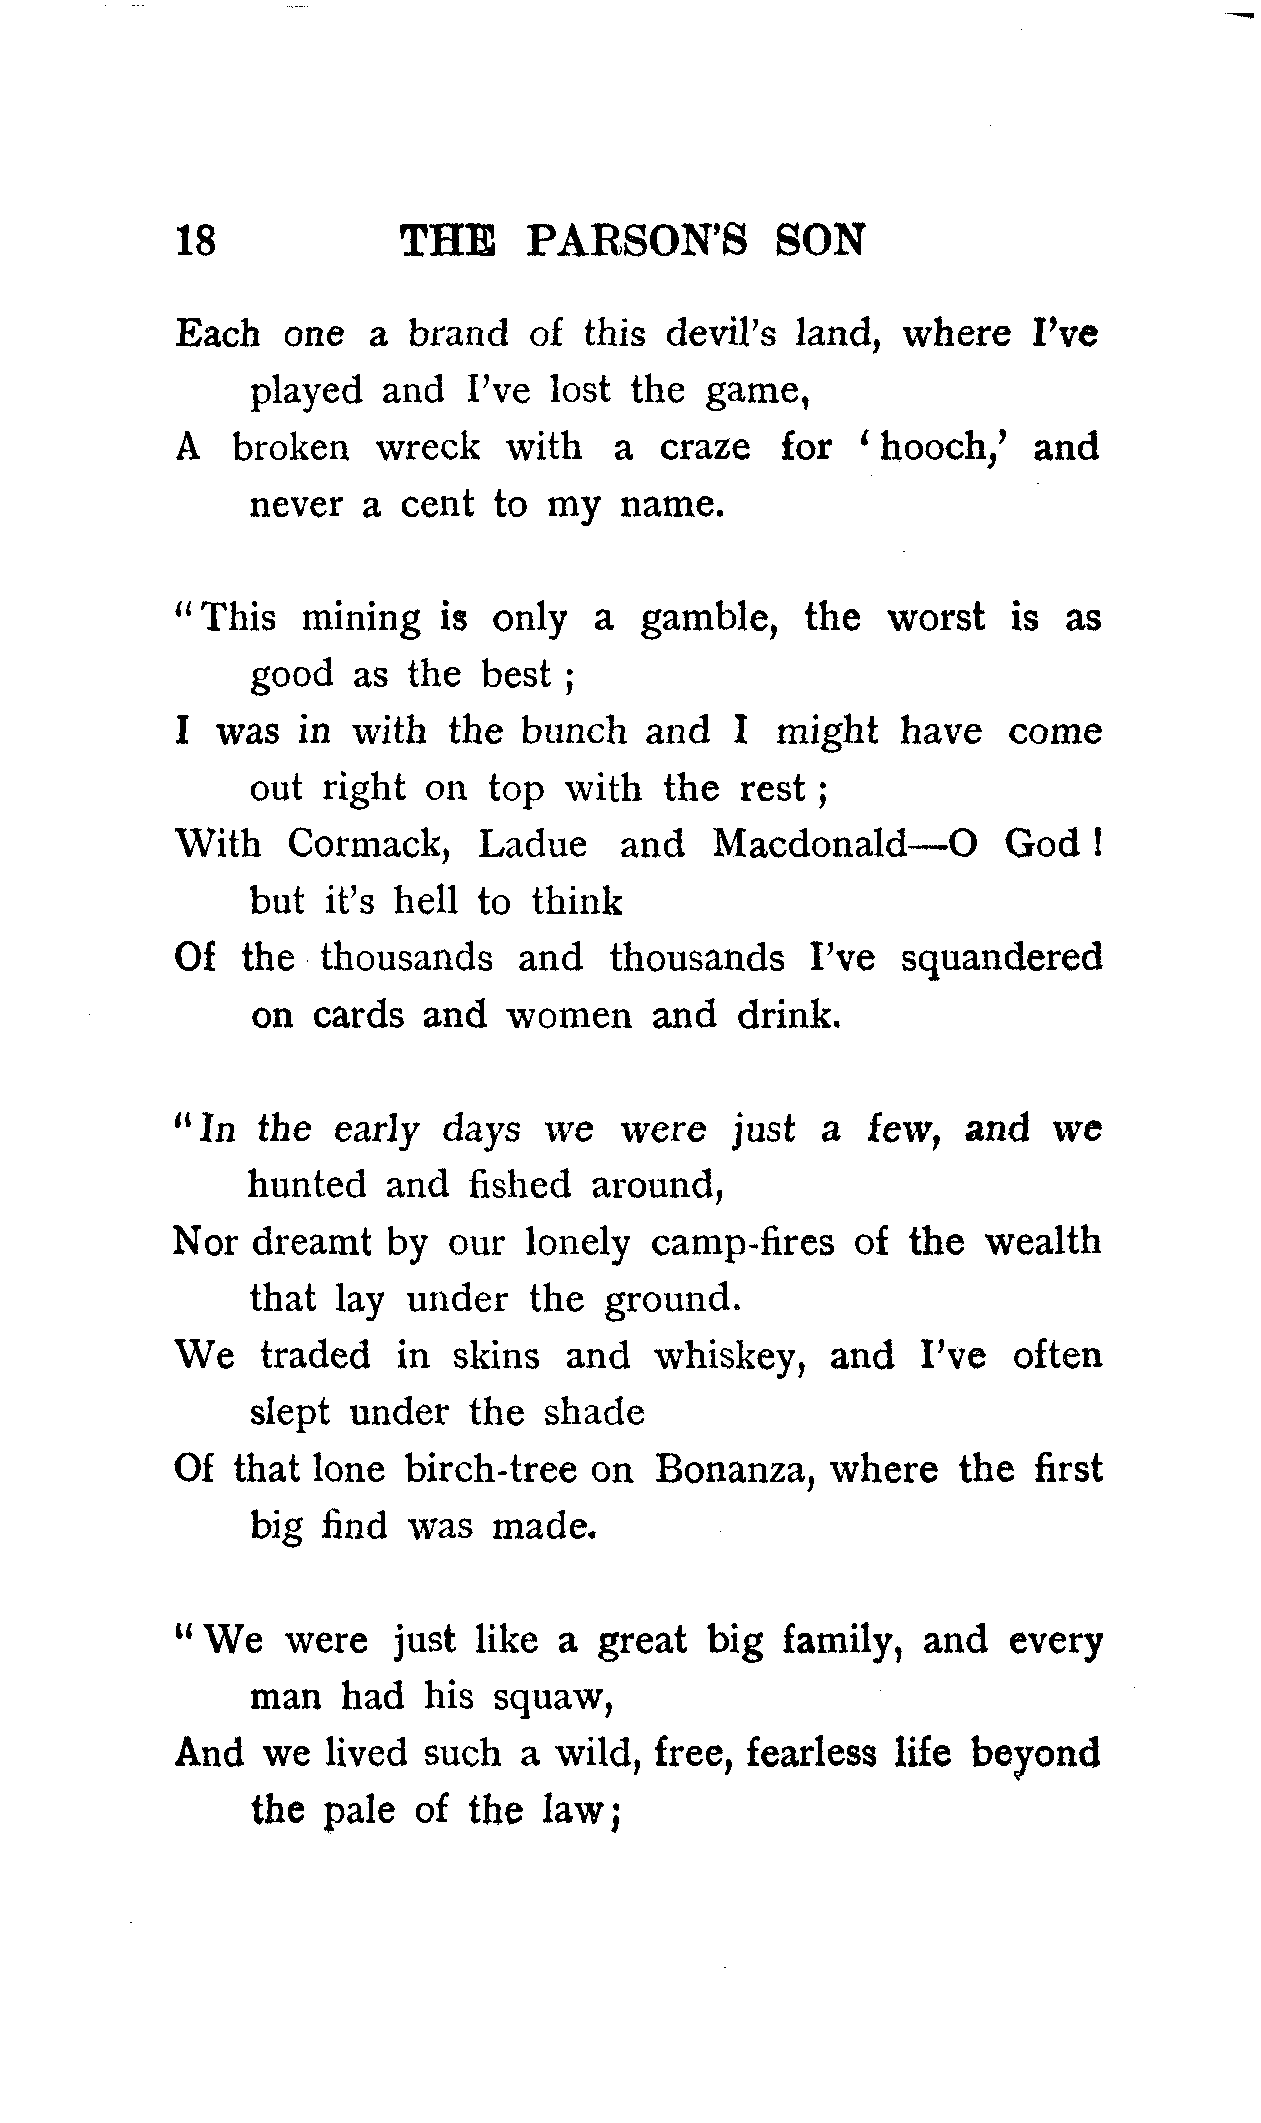 18 THE PARSON'S SON
Each one a brand of this devil's land, where I've
played and I've lost the game,
A broken wreck with a craze for 'hooch,' and
never a cent to my name.
"This mining is only a gamble, the worst is as
good as the best ;
I was in with the bunch and I might have come
out right on top with the rest ;
With Cormack, Ladue and Macdonald—O God !
but it's hell to think
Of the thousands and thousands I've squandered
on cards and women and drink.
"In the early days we were just a few, and we
hunted and fished around,
Nor dreamt by our lonely camp-fires of the wealth
that lay under the ground.
We traded in skins and whiskey, and I've often
slept under the shade
Of that lone birch-tree on Bonanza, where the first
big find was made.
"We were just like a great big family, and every
man had his squaw,
And we lived such a wild, free, fearless life beyond
the pale of the law;